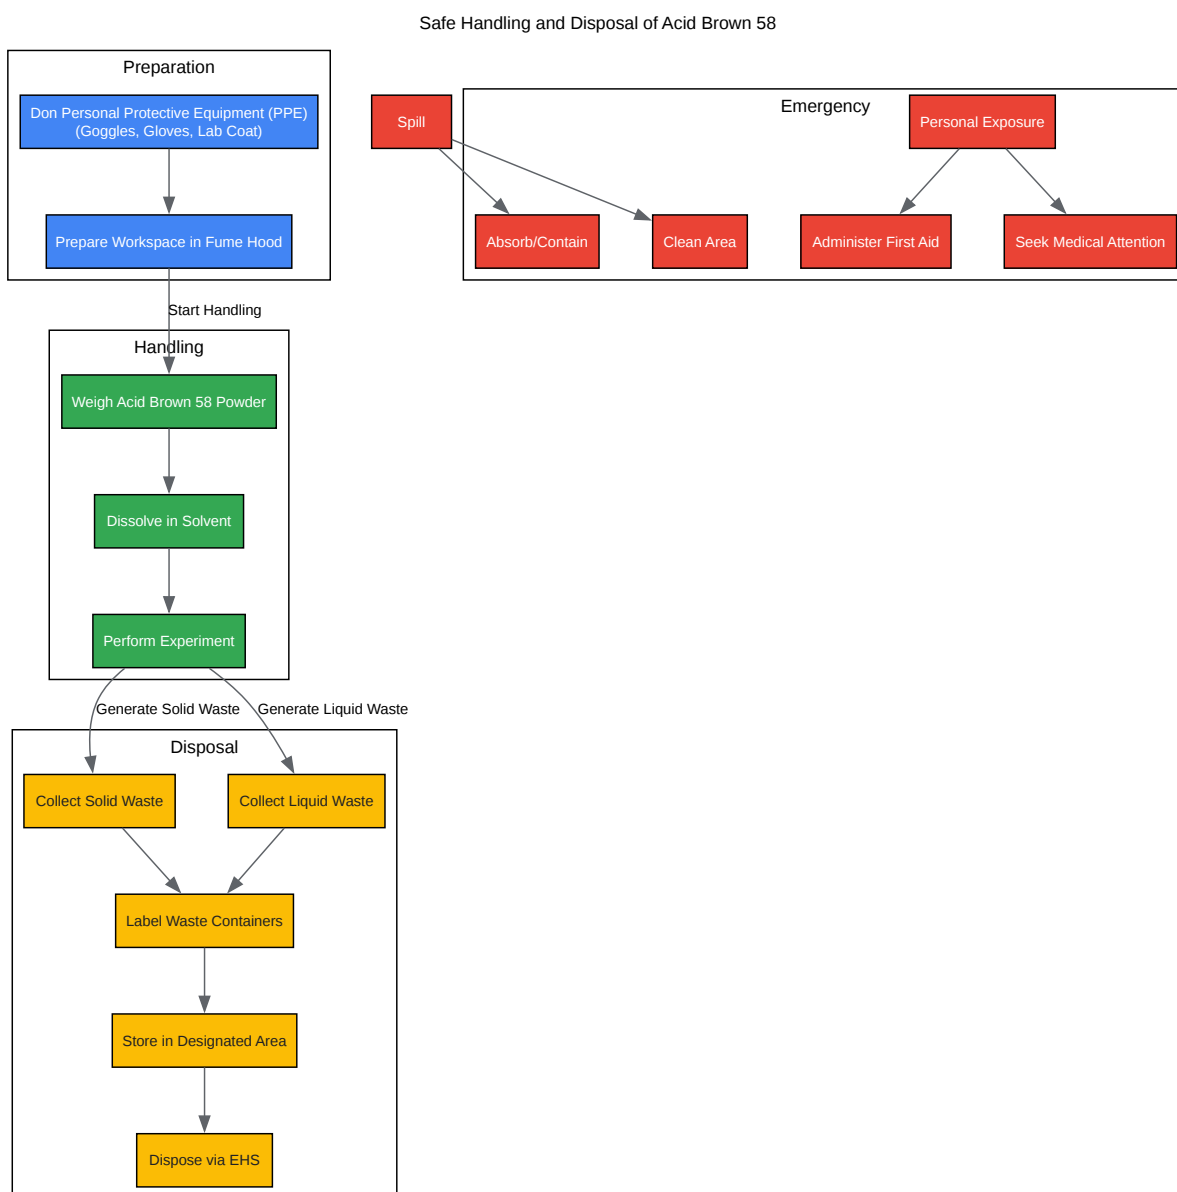 Safe Handling and Disposal of Acid Brown 58
Preparation
Don Personal Protective Equipment (PPE)
(Goggles, Gloves, Lab Coat)
Prepare Workspace in Fume Hood
Start Handling
Handling
Weigh Acid Brown 58 Powder
Dissolve in Solvent
Perform Experiment
Generate Solid Waste
Generate Liquid Waste
Disposal
Collect Solid Waste
Collect Liquid Waste
Label Waste Containers
Store in Designated Area
Dispose via EHS
Spill
Emergency
Personal Exposure
Absorb/Contain
Clean Area
Administer First Aid
Seek Medical Attention